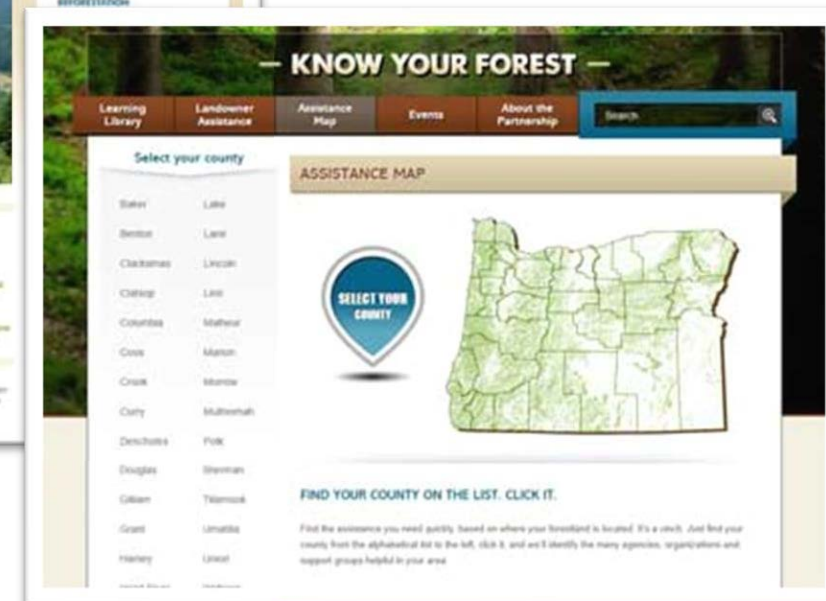 REFORESTATION
— KNOW YOUR FOREST —
Learning Library
Landowner Assistance
Assistance Map
Events
About the Partnership
Search
Select your county
ASSISTANCE MAP
Baker Lake
Benton Lane
Clackamas Lincoln
Clatsop Linn
Columbia Malheur
Coos Marion
Crook Morrow
Curry Multnomah
Deschutes Polk
Douglas Sherman
Gilliam Tillamook
Grant Umatilla
Harney Union
SELECT YOUR
COUNTY
FIND YOUR COUNTY ON THE LIST. CLICK IT.
Find the assistance you need quickly, based on where your forestland is located. It's a cinch. Just find your
county from the alphabetical list to the left, click it, and we'll identify the many agencies, organizations and
support groups helpful in your area